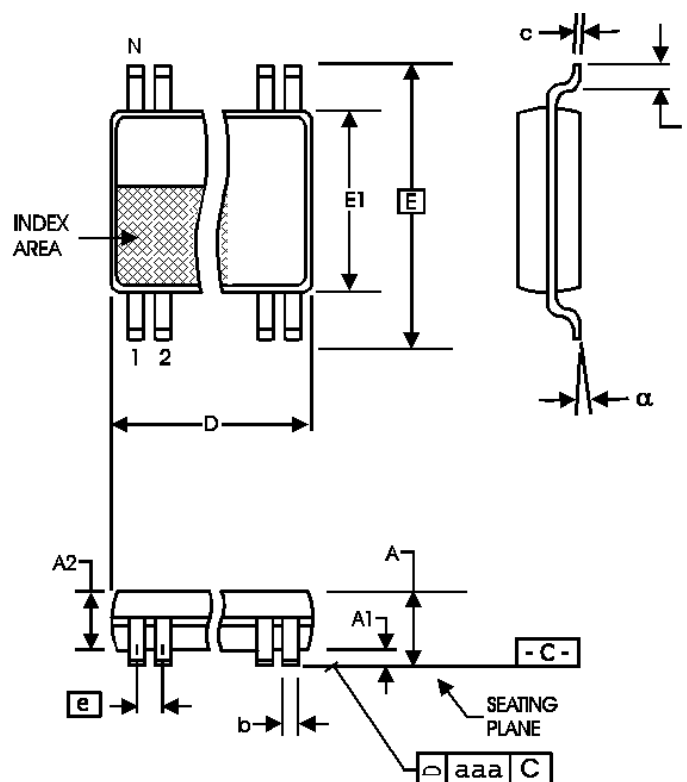 N
c
E1
E
INDEX
AREA
1 2
α
D
A2
A
A1
- C -
e
b
SEATING
PLANE
aaa C